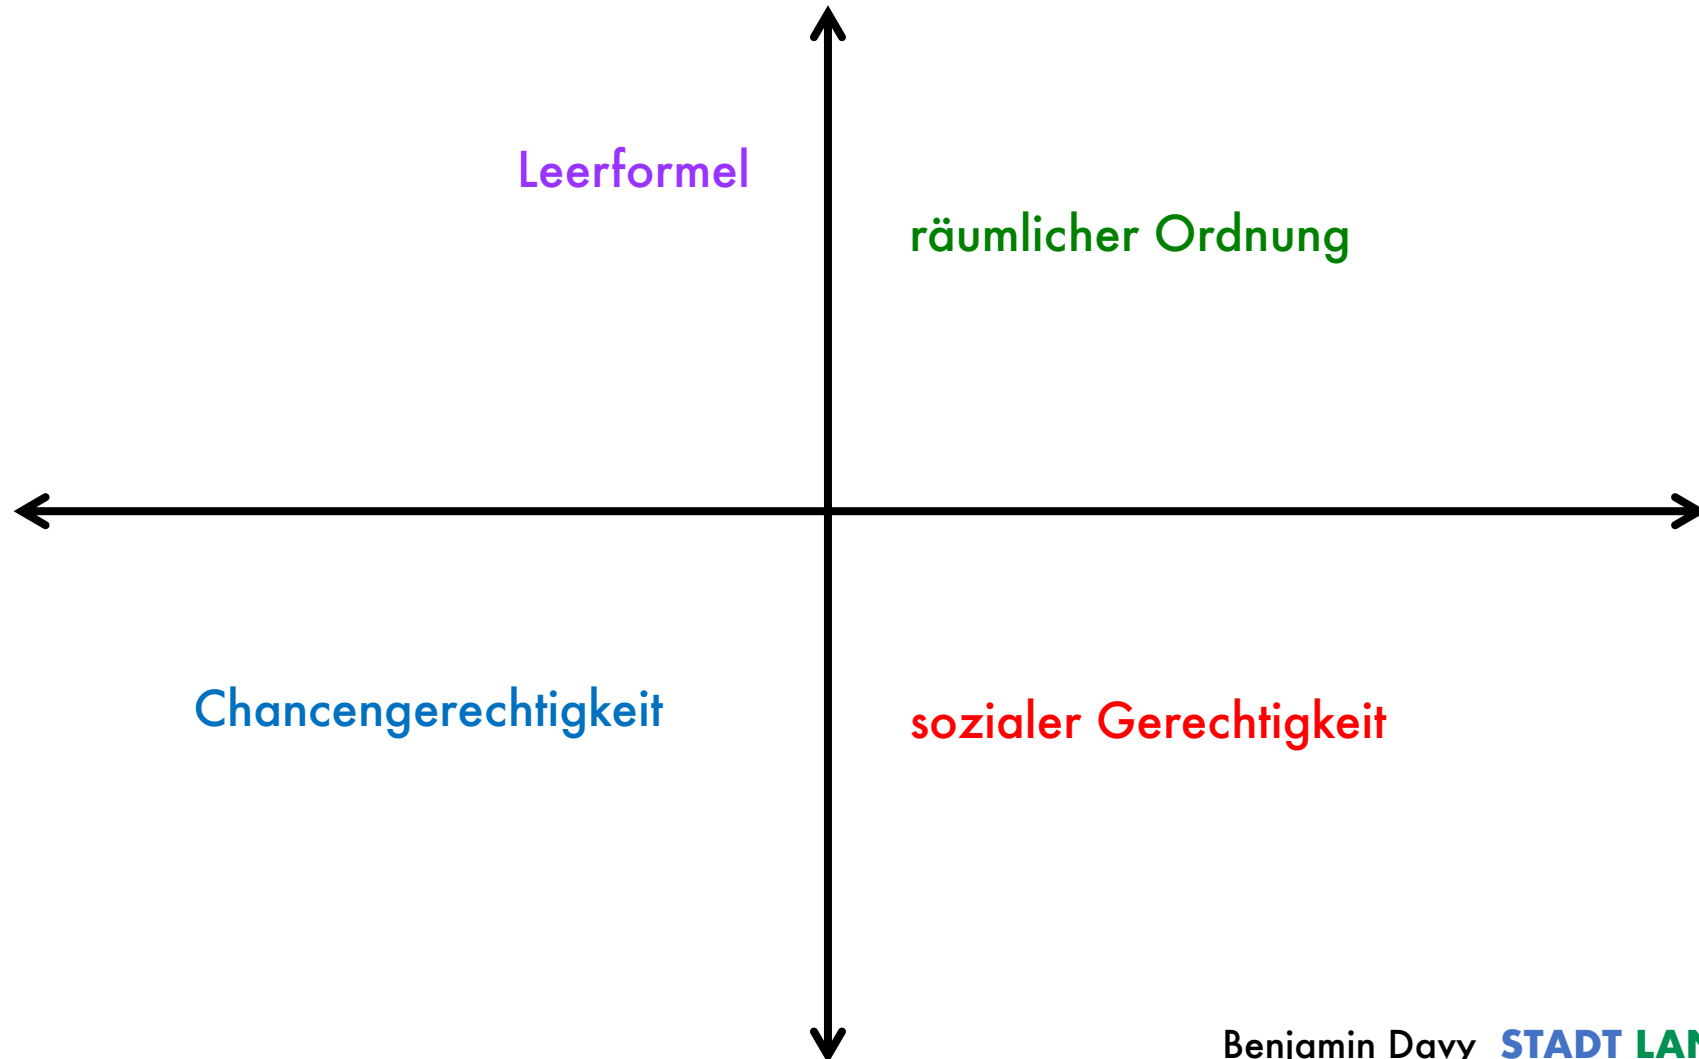 Leerformel
räumlicher Ordnung
Chancengerechtigkeit
sozialer Gerechtigkeit
Benjamin Davy STADT